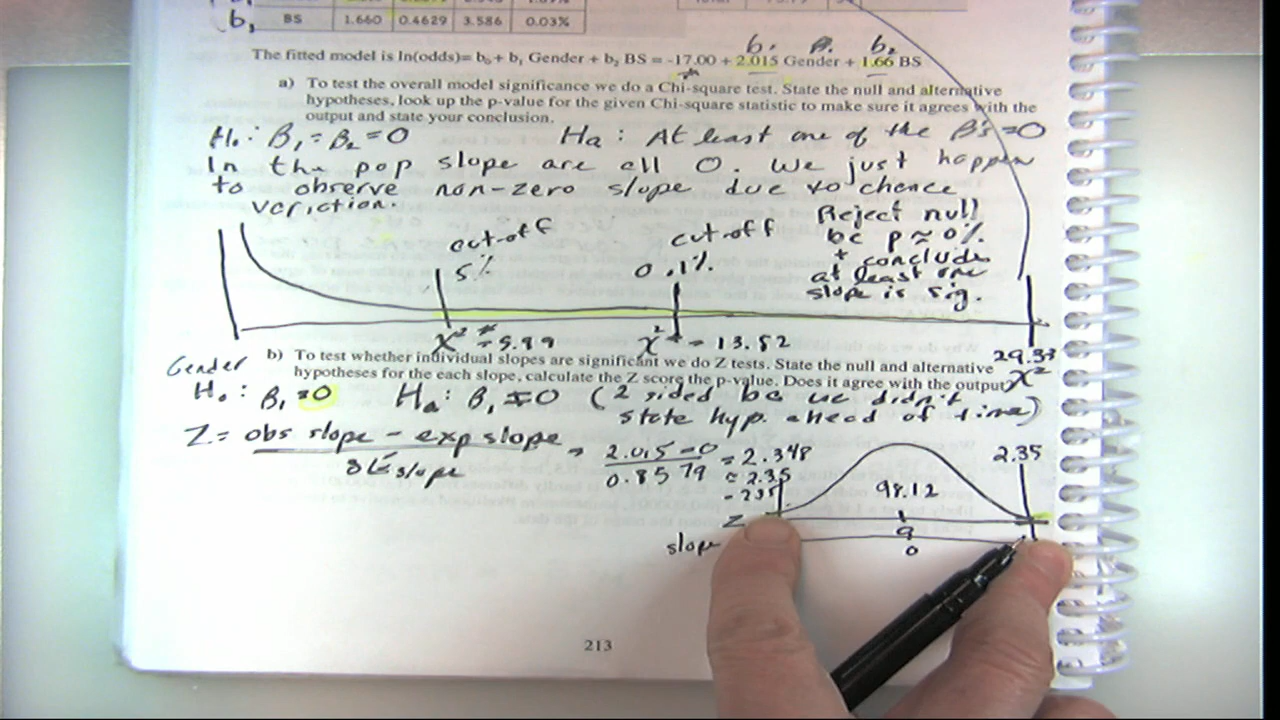 b₁ BS 1.660 0.4629 3.586 0.03%
b₁ b₂
The fitted model is ln(odds)= b₀+ b₁ Gender + b₂ BS = -17.00 + 2.015 Gender + 1.66 BS
a) To test the overall model significance we do a Chi-square test. State the null and alternative
hypotheses, look up the p-value for the given Chi-square statistic to make sure it agrees with the
output and state your conclusion.
H₀: β₁ = β₂ = 0 Ha: At least one of the β's ≠ 0
In the pop slope are all 0. We just happen
to observe non-zero slope due to chance
variation.
cut-off
5%
cut-off
0.1%
Reject null
bc p ≈ 0%.
+ conclude
at least one
slope is sig.
χ²* = 5.99 χ²* = 13.82
29.33
χ²
Gender
b) To test whether individual slopes are significant we do Z tests. State the null and alternative
hypotheses for the each slope, calculate the Z score the p-value. Does it agree with the output
H₀: β₁ = 0 Ha: β₁ ≠ 0 (2 sided bc we didn't
state hyp. ahead of time)
Z = obs slope - exp slope = 2.015 - 0 = 2.348
SE slope 0.8579 ≈ 2.35
-2.35 98.12 2.35
Z 0
slope 0
213